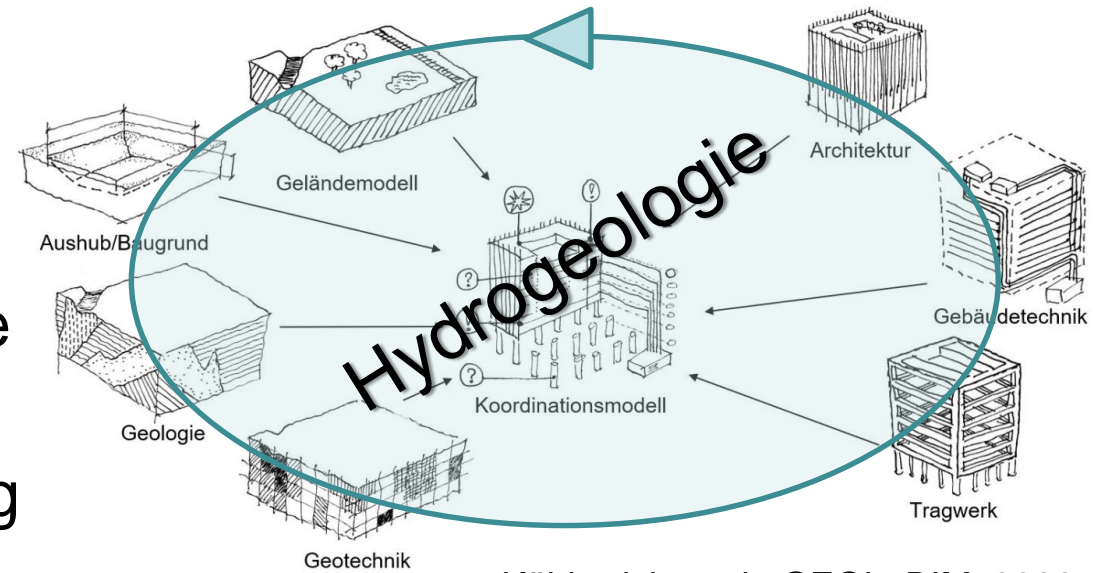 Architektur
Geländemodell
Aushub/Baugrund
Hydrogeologie
Gebäudetechnik
e
Koordinationsmodell
Geologie
g
Tragwerk
Geotechnik